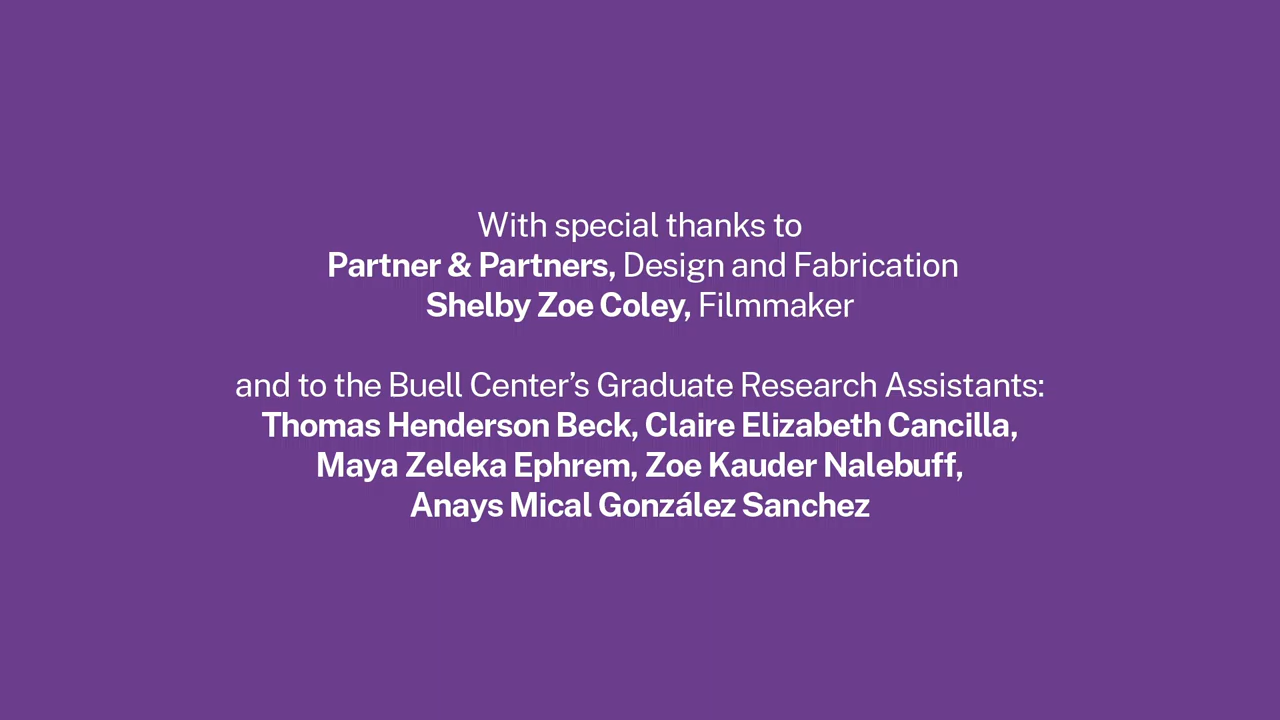 With special thanks to
Partner & Partners, Design and Fabrication
Shelby Zoe Coley, Filmmaker
and to the Buell Center’s Graduate Research Assistants:
Thomas Henderson Beck, Claire Elizabeth Cancilla,
Maya Zeleka Ephrem, Zoe Kauder Nalebuff,
Anays Mical González Sanchez